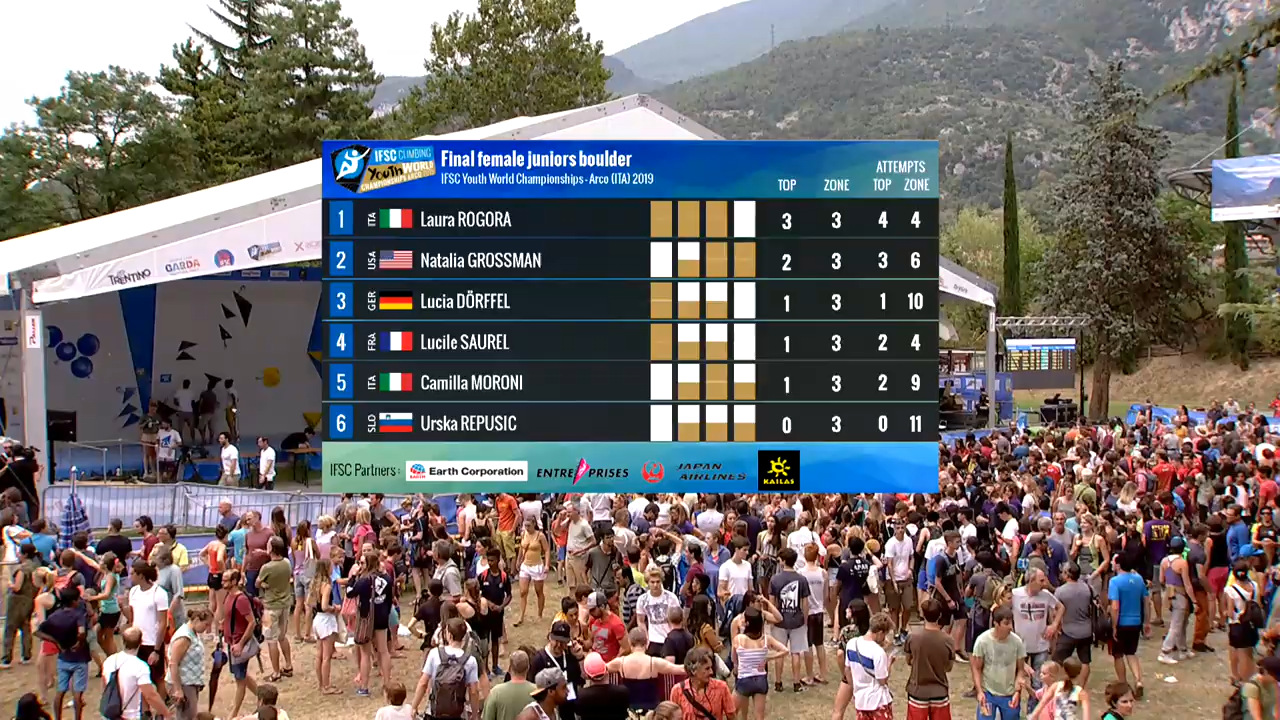 IFSC CLIMBING
Youth WORLD
CHAMPIONSHIPS ARCO
Final female juniors boulder
IFSC Youth World Championships - Arco (ITA) 2019
ATTEMPTS
TOP ZONE TOP ZONE
1 ITA Laura ROGORA 3 3 4 4
2 USA Natalia GROSSMAN 2 3 3 6
3 GER Lucia DÖRFFEL 1 3 1 10
4 FRA Lucile SAUREL 1 3 2 4
5 ITA Camilla MORONI 1 3 2 9
6 SLO Urska REPUSIC 0 3 0 11
IFSC Partners: Earth Corporation ENTRE PRISES JAPAN AIRLINES KAILAS
TRENTINO GARDA